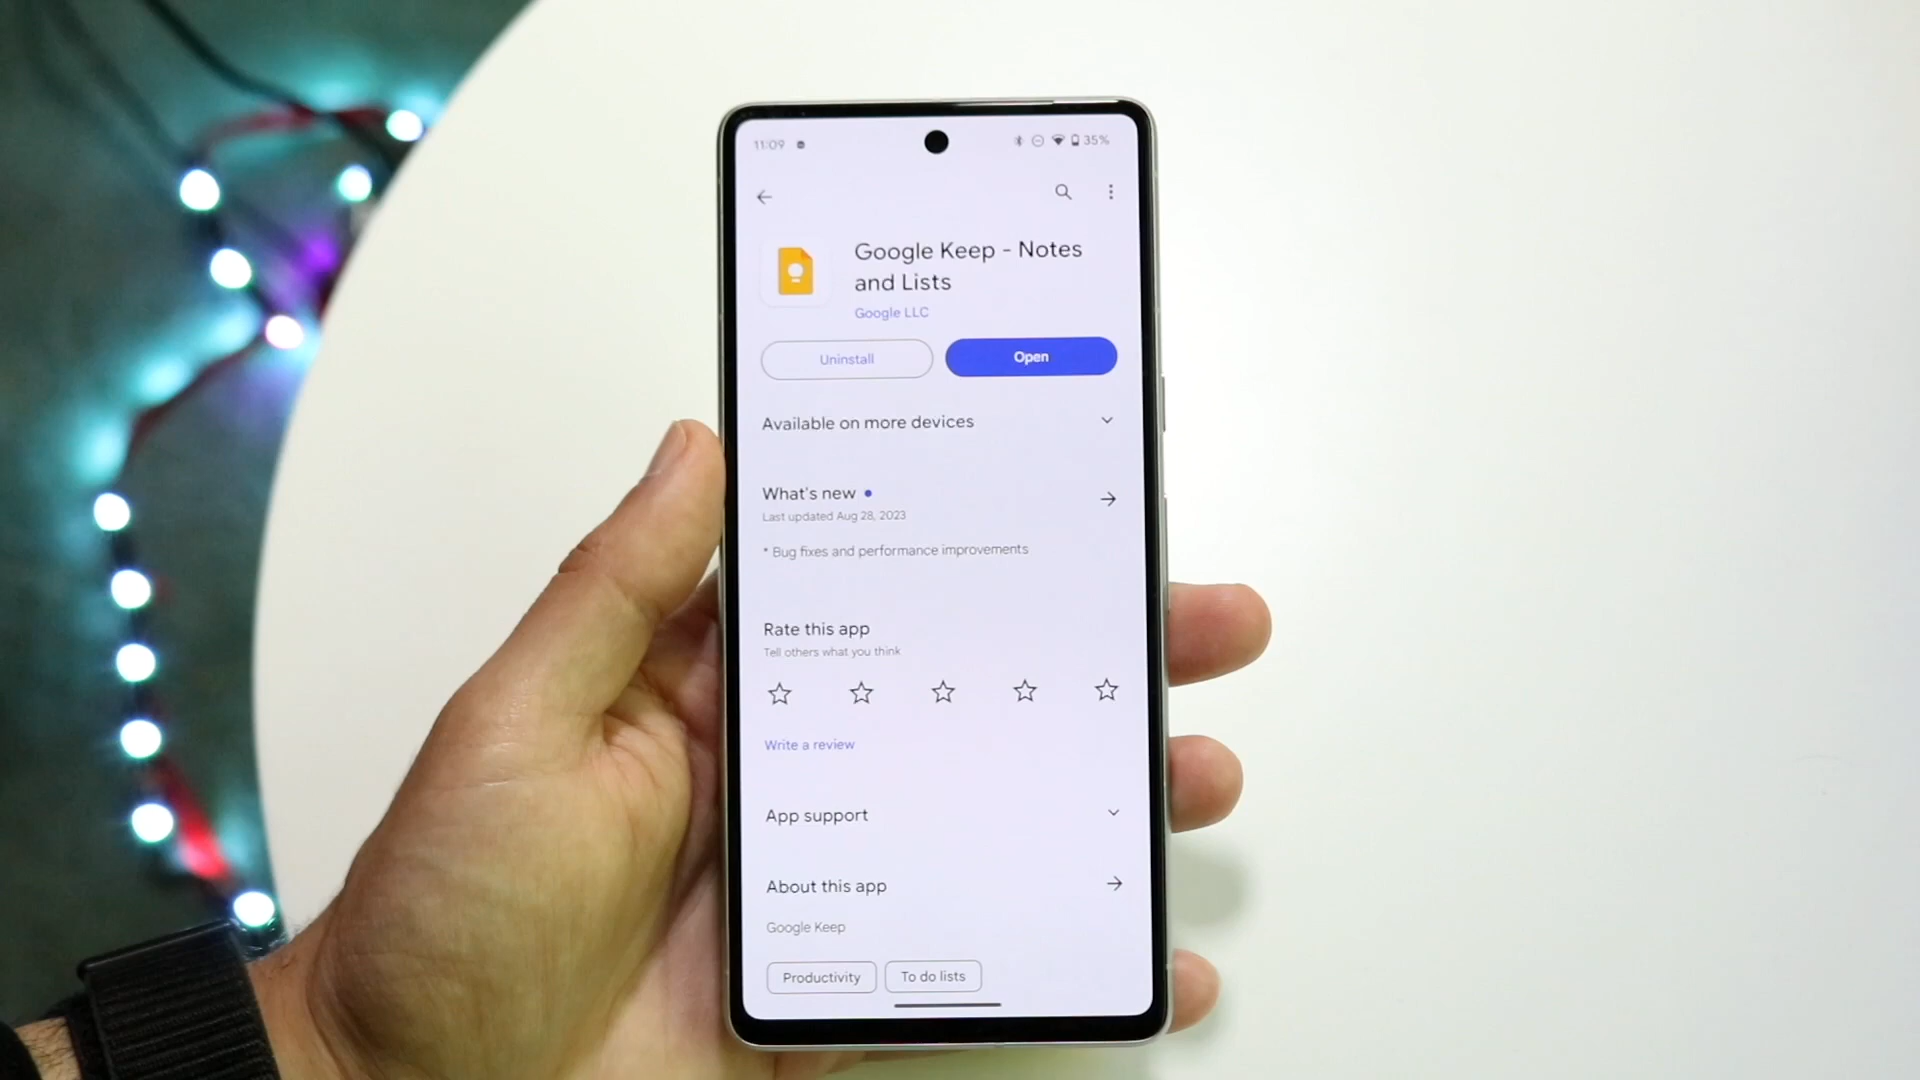 11:09
35%
Google Keep - Notes
and Lists
Google LLC
Uninstall
Open
Available on more devices
What's new
Last updated Aug 28, 2023
* Bug fixes and performance improvements
Rate this app
Tell others what you think
Write a review
App support
About this app
Google Keep
Productivity
To do lists